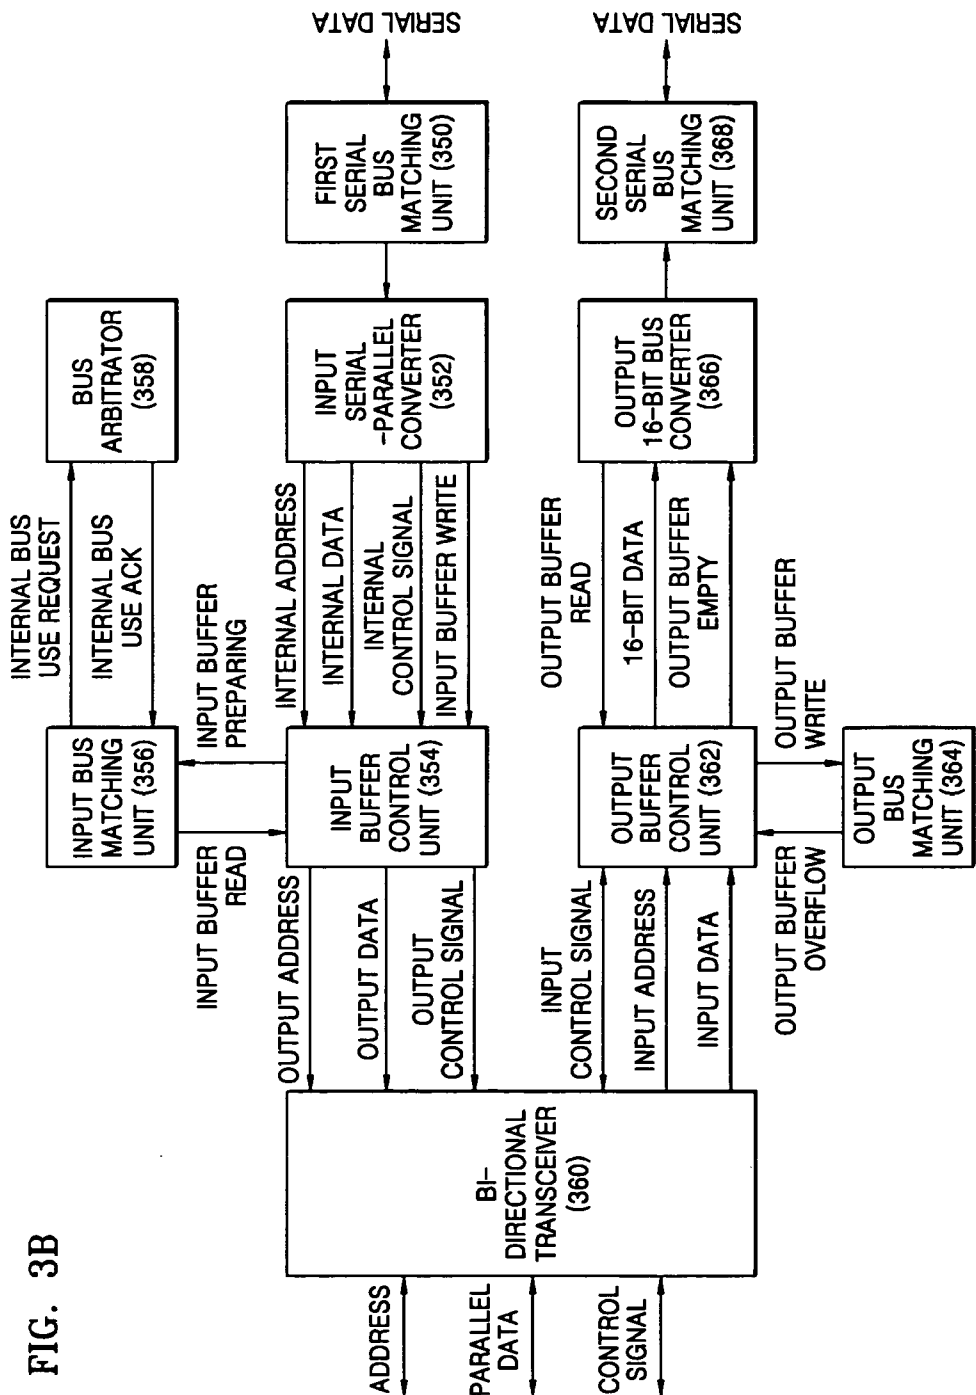 FIG. 3B
INTERNAL BUS
USE REQUEST
INTERNAL BUS
USE ACK
INPUT BUS
MATCHING
UNIT (356)
BUS
ARBITRATOR
(358)
INPUT BUFFER
READ
INPUT BUFFER
PREPARING
OUTPUT ADDRESS
OUTPUT DATA
OUTPUT
CONTROL SIGNAL
INPUT
BUFFER
CONTROL
UNIT (354)
INTERNAL ADDRESS
INTERNAL DATA
INTERNAL
CONTROL SIGNAL
INPUT BUFFER WRITE
INPUT
SERIAL
-PARALLEL
CONVERTER
(352)
FIRST
SERIAL
BUS
MATCHING
UNIT (350)
SERIAL DATA
ADDRESS
PARALLEL
DATA
CONTROL
SIGNAL
BI-
DIRECTIONAL
TRANSCEIVER
(360)
INPUT
CONTROL SIGNAL
INPUT ADDRESS
INPUT DATA
OUTPUT
BUFFER
CONTROL
UNIT (362)
OUTPUT BUFFER
READ
16-BIT DATA
OUTPUT BUFFER
EMPTY
OUTPUT
16-BIT BUS
CONVERTER
(366)
SECOND
SERIAL
BUS
MATCHING
UNIT (368)
SERIAL DATA
OUTPUT BUFFER
OVERFLOW
OUTPUT BUFFER
WRITE
OUTPUT
BUS
MATCHING
UNIT (364)